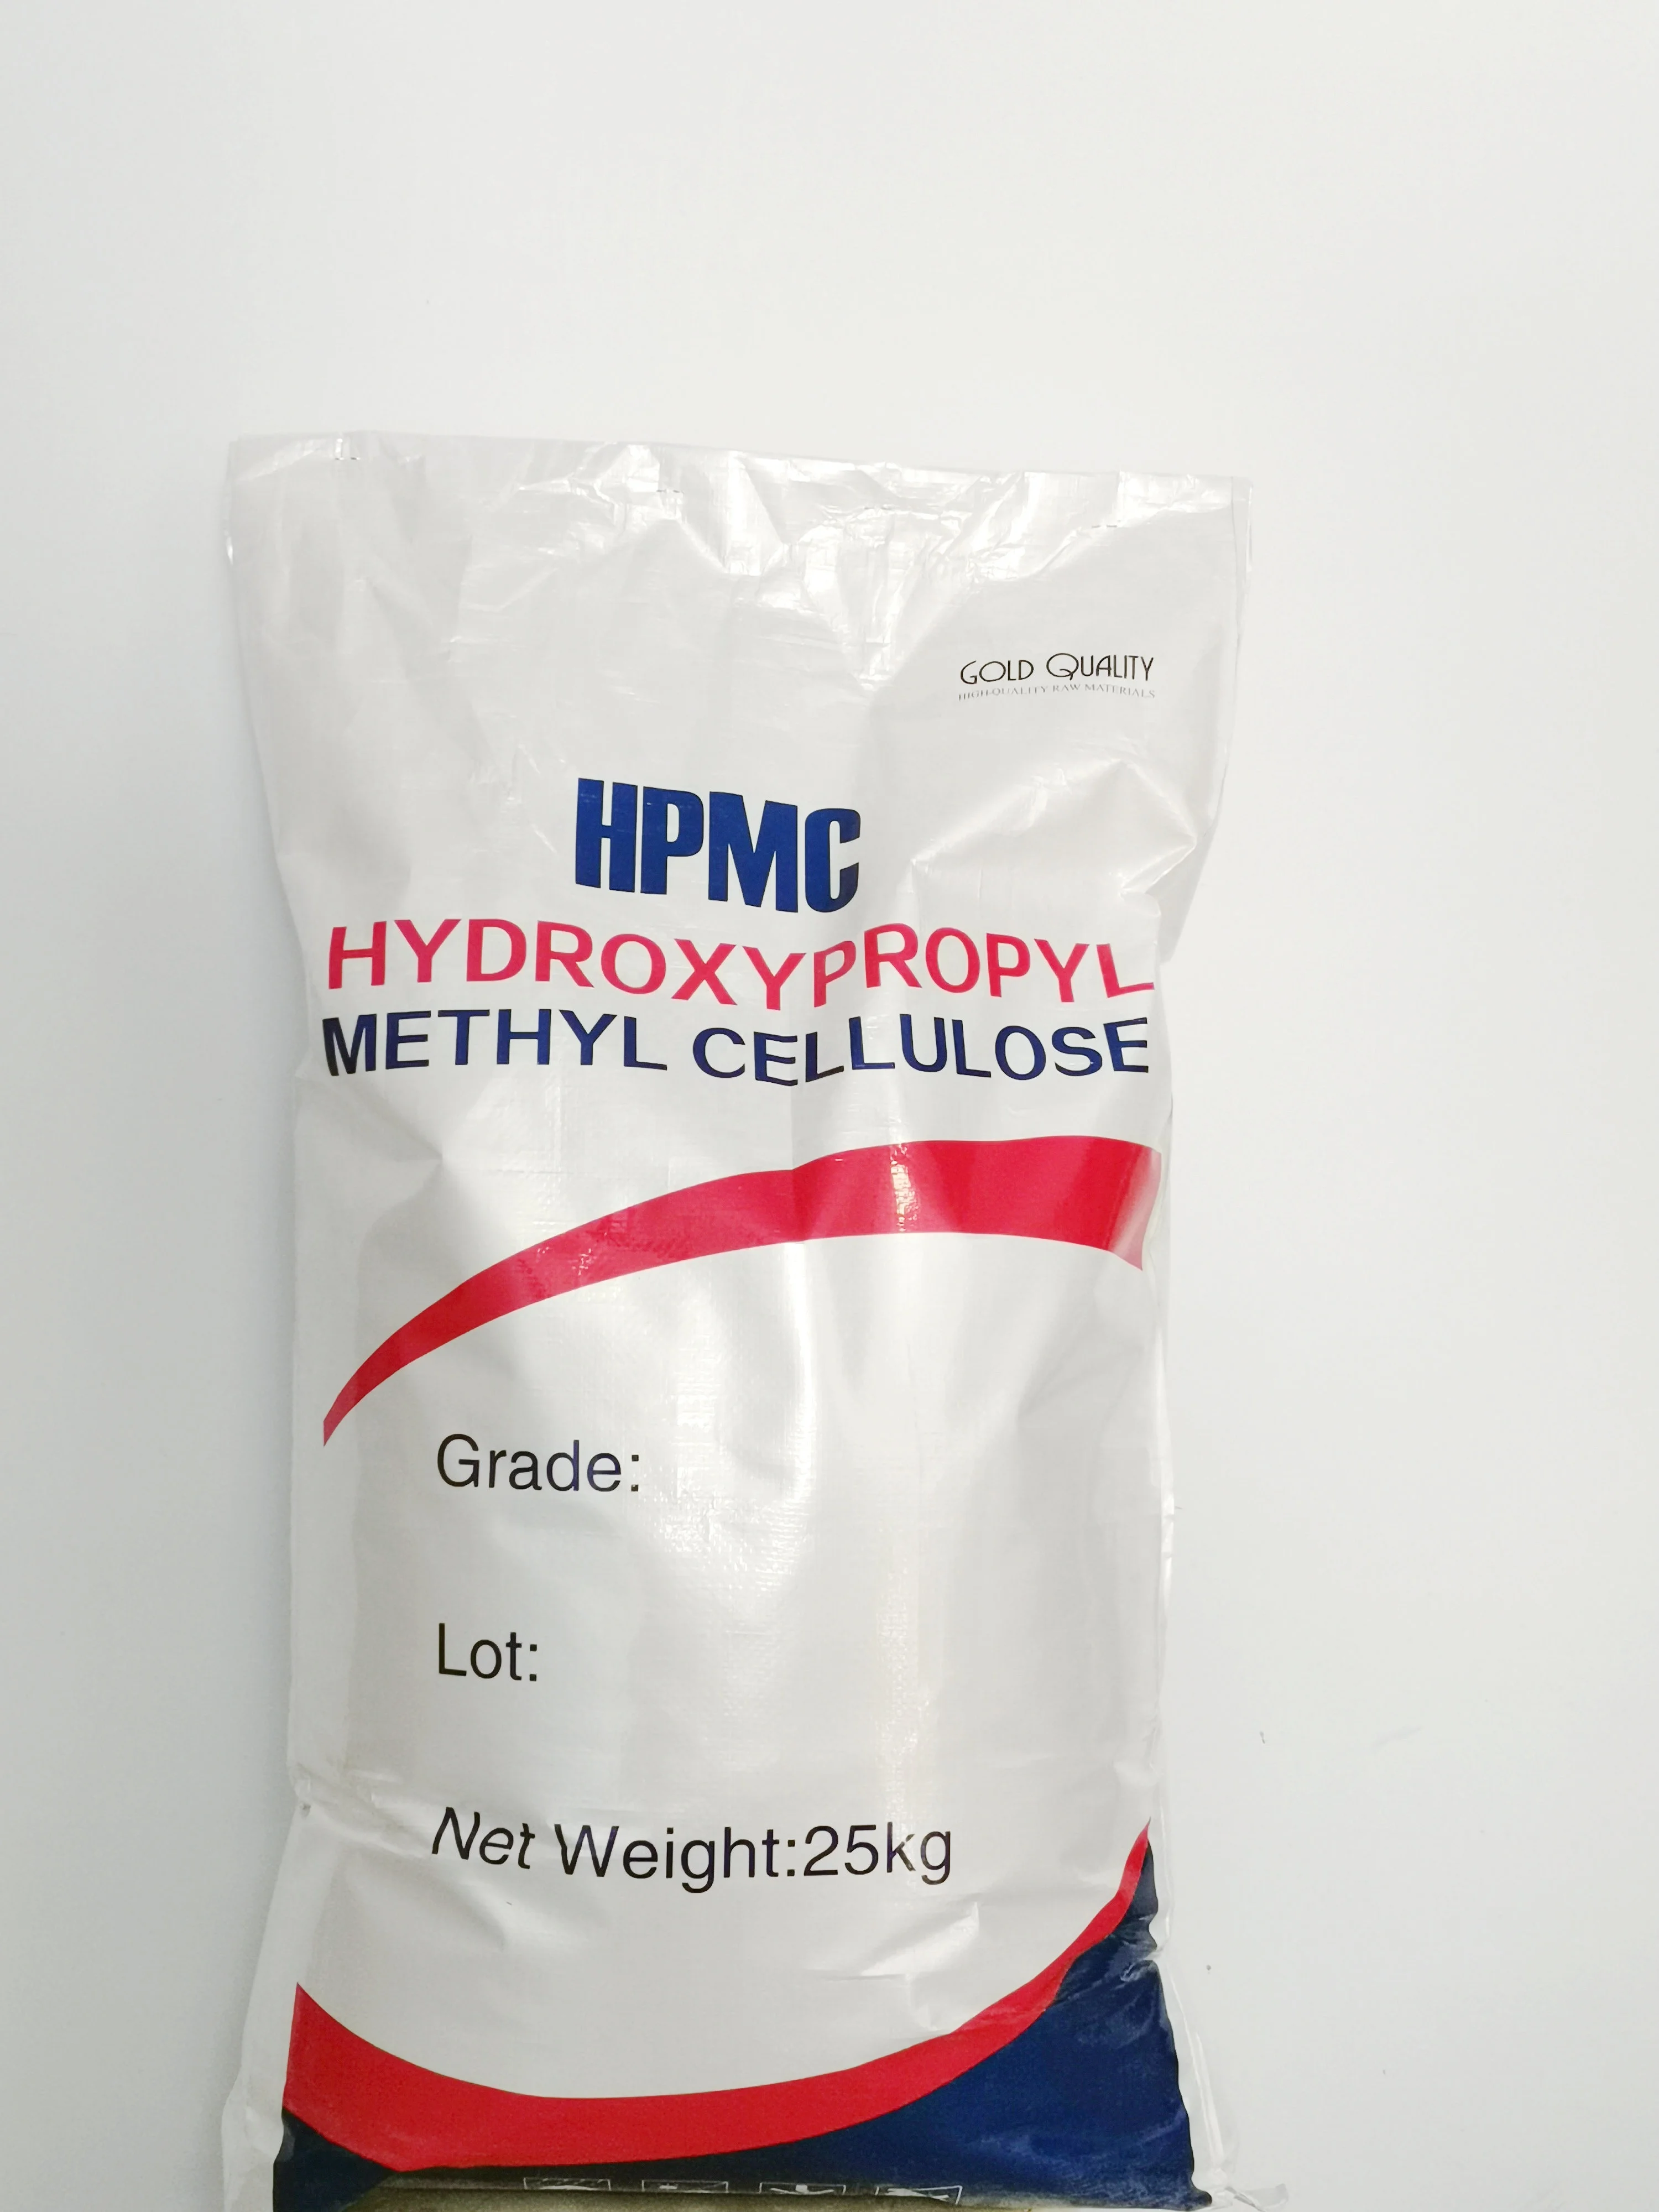 GOLD QUALITY
HIGH-QUALITY RAW MATERIALS
HPMC
HYDROXYPROPYL
METHYL CELLULOSE
Grade:
Lot:
Net Weight:25kg